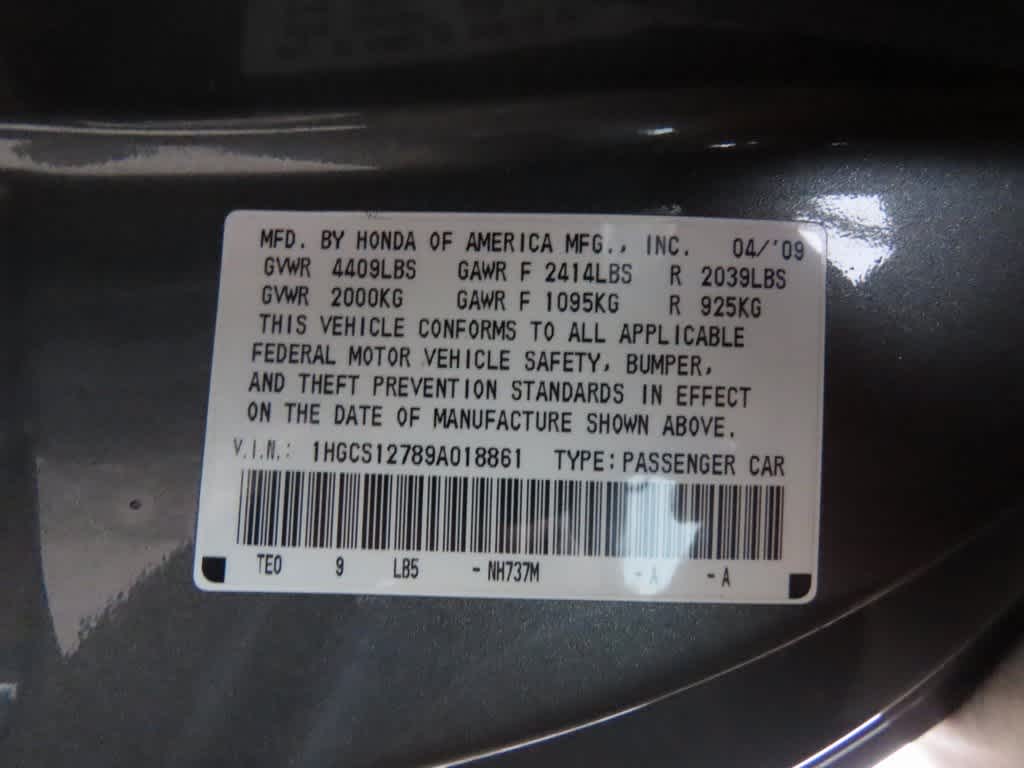 MFD. BY HONDA OF AMERICA MFG., INC. 04/'09
GVWR 4409LBS GAWR F 2414LBS R 2039LBS
GVWR 2000KG GAWR F 1095KG R 925KG
THIS VEHICLE CONFORMS TO ALL APPLICABLE
FEDERAL MOTOR VEHICLE SAFETY, BUMPER,
AND THEFT PREVENTION STANDARDS IN EFFECT
ON THE DATE OF MANUFACTURE SHOWN ABOVE.
V.I.N.: 1HGCS12789A018861 TYPE: PASSENGER CAR
TE0 9 LB5 - NH737M - A - A